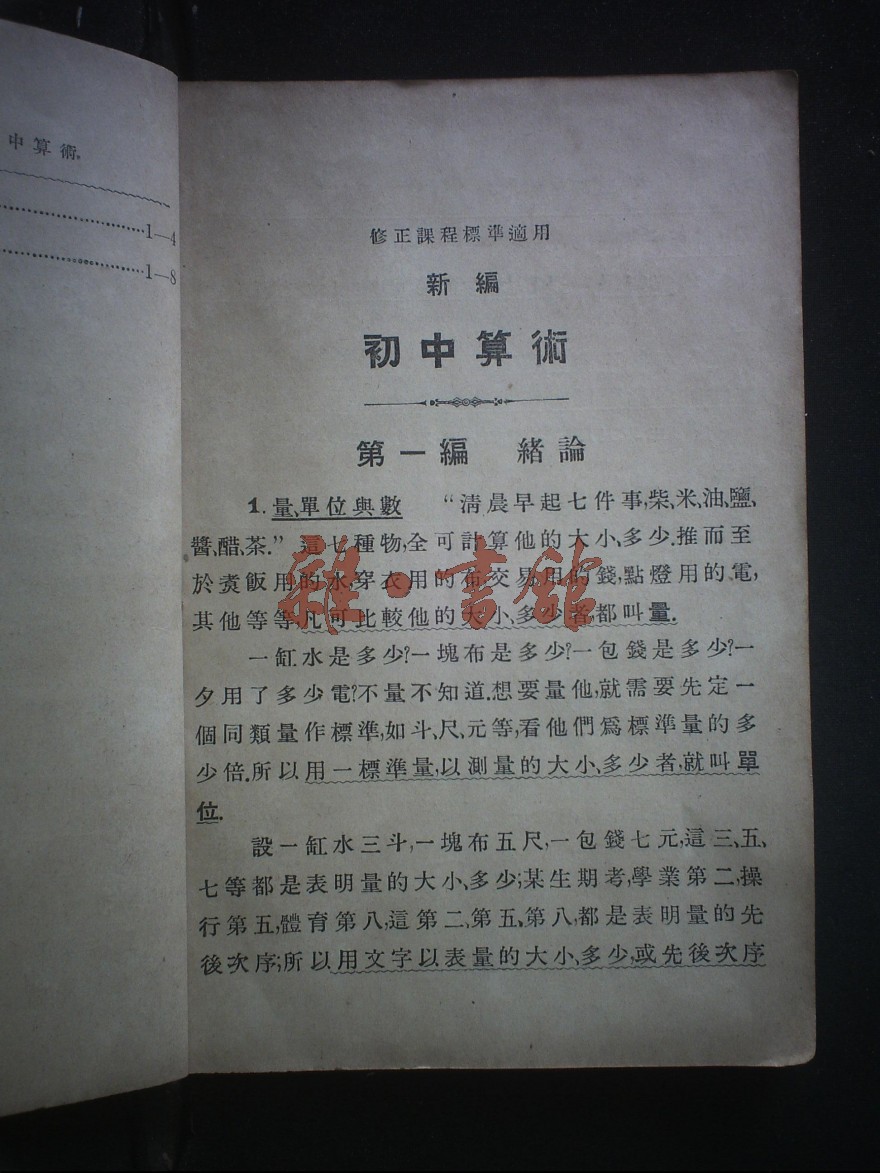 中算術
1—4
1—8
修正課程標準適用
新編
初中算術
第一編　緒論
1. 量、單位與數　“清晨早起七件事,柴、米、油、鹽、
醬、醋、茶.” 這七種物,全可計算他的大小、多少.推而至
於煑飯用的水,穿衣用的布,交易用的錢,點燈用的電,
其他等等,凡可比較他的大小、多少者,都叫量.
一缸水是多少?一塊布是多少?一包錢是多少?一
夕用了多少電?不量不知道.想要量他,就需要先定一
個同類量作標準,如斗、尺、元等,看他們爲標準量的多
少倍.所以用一標準量,以測量的大小、多少者,就叫單
位.
設一缸水三斗,一塊布五尺,一包錢七元,這三、五、
七等都是表明量的大小、多少;某生期考,學業第二,操
行第五,體育第八,這第二、第五、第八,都是表明量的先
後次序;所以用文字以表量的大小、多少,或先後次序
雜·書館